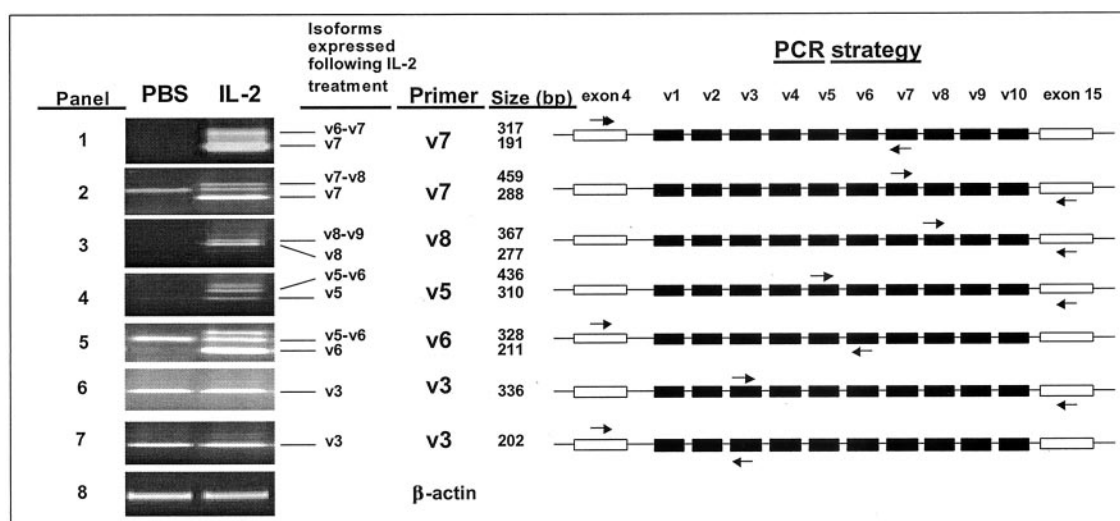 Isoforms
expressed
following IL-2
treatment
PCR strategy
Panel PBS IL-2 Primer Size (bp) exon 4 v1 v2 v3 v4 v5 v6 v7 v8 v9 v10 exon 15
1 v6-v7 v7 317
v7 191
2 v7-v8 v7 459
v7 288
3 v8-v9 v8 367
v8 277
4 v5-v6 v5 436
v5 310
5 v5-v6 v6 328
v6 211
6 v3 v3 336
7 v3 v3 202
8 β-actin